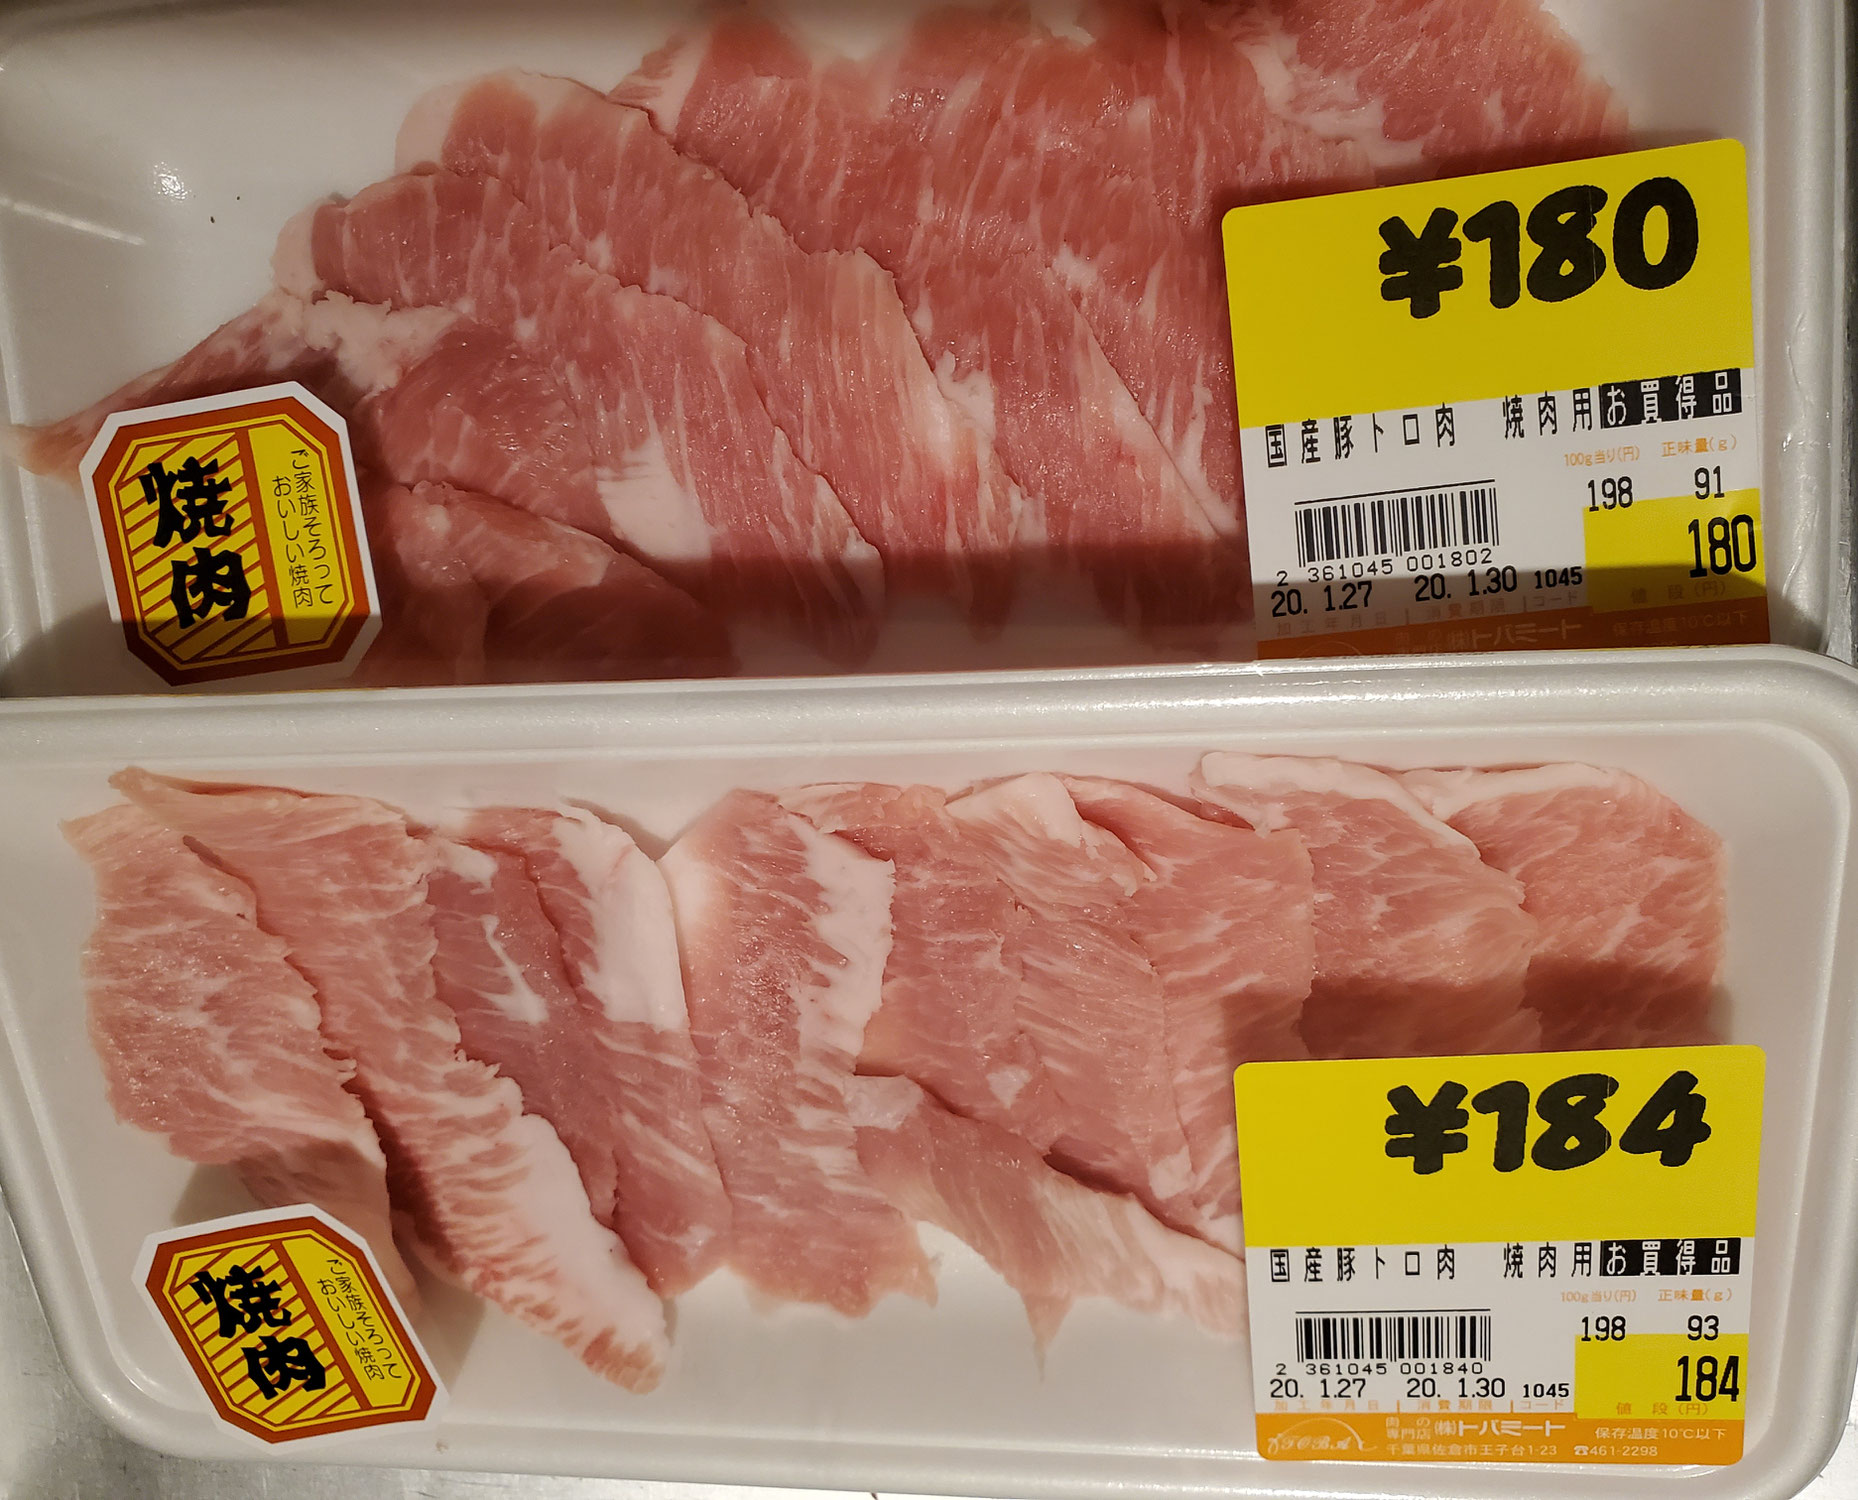 ¥180
国産豚トロ肉 焼肉用お買得品
100g当り(円) 正味量(g)
198 91
180
2 361045 001802
20. 1.27 20. 1.30 1045
加工年月日 消費期限 コード 値段(円)
(株)トバミート 保存温度10℃以下
焼肉
ご家族そろって
おいしい焼肉
¥184
国産豚トロ肉 焼肉用お買得品
100g当り(円) 正味量(g)
198 93
184
2 361045 001840
20. 1.27 20. 1.30 1045
加工年月日 消費期限 コード 値段(円)
TOBA 肉の専門店 (株)トバミート 保存温度10℃以下
千葉県佐倉市王子台1-23 ☎461-2298
焼肉
ご家族そろって
おいしい焼肉